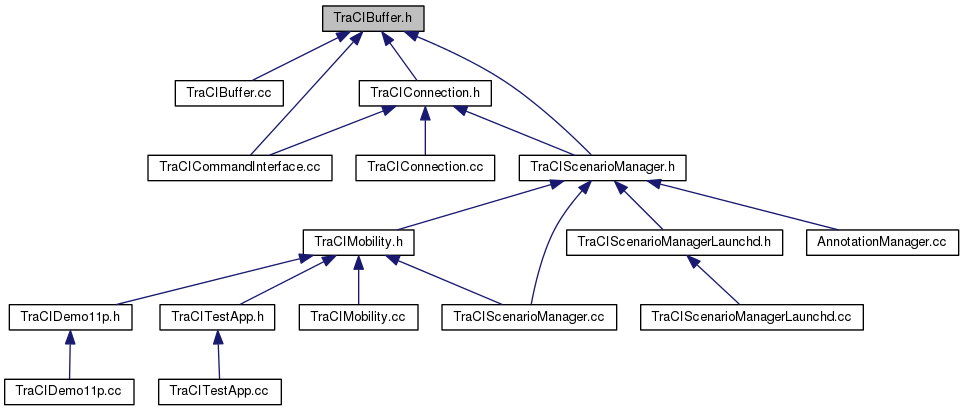 TraCIBuffer.h
TraCIBuffer.cc
TraCIConnection.h
TraCICommandInterface.cc
TraCIConnection.cc
TraCIScenarioManager.h
TraCIMobility.h
TraCIScenarioManagerLaunchd.h
AnnotationManager.cc
TraCIDemo11p.h
TraCITestApp.h
TraCIMobility.cc
TraCIScenarioManager.cc
TraCIScenarioManagerLaunchd.cc
TraCIDemo11p.cc
TraCITestApp.cc